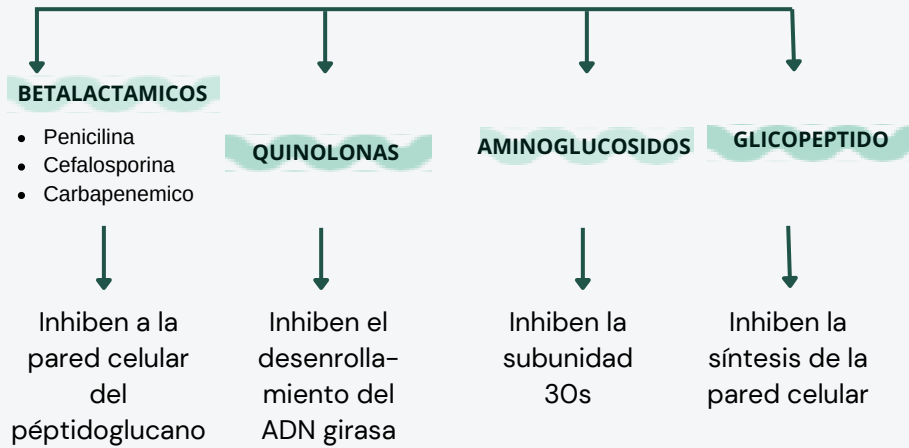 BETALACTAMICOS
• Penicilina
• Cefalosporina
• Carbapenemico
QUINOLONAS
AMINOGLUCOSIDOS
GLICOPEPTIDO
Inhiben a la
pared celular
del
péptidoglucano
Inhiben el
desenrolla-
miento del
ADN girasa
Inhiben la
subunidad
30s
Inhiben la
síntesis de la
pared celular